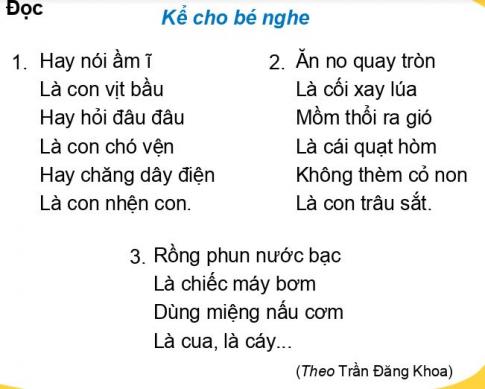 Đọc
Kể cho bé nghe
1. Hay nói ầm ĩ
Là con vịt bầu
Hay hỏi đâu đâu
Là con chó vện
Hay chăng dây điện
Là con nhện con.
2. Ăn no quay tròn
Là cối xay lúa
Mồm thổi ra gió
Là cái quạt hòm
Không thèm cỏ non
Là con trâu sắt.
3. Rồng phun nước bạc
Là chiếc máy bơm
Dùng miệng nấu cơm
Là cua, là cáy...
(Theo Trần Đăng Khoa)